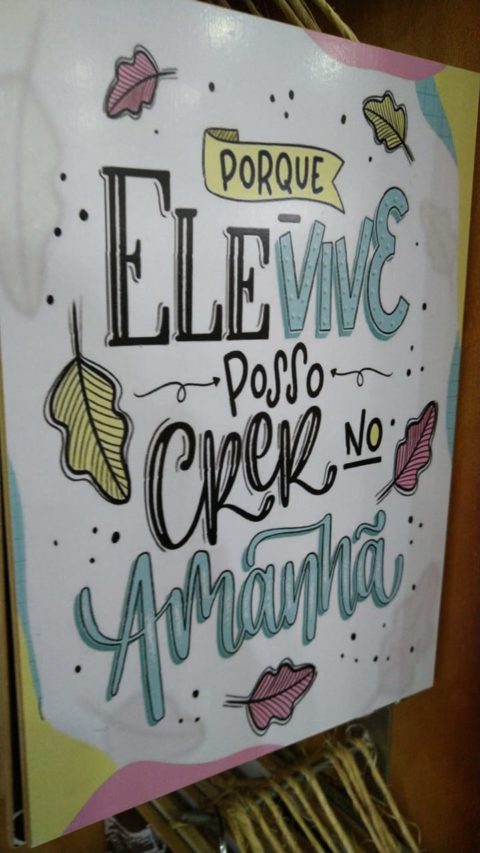 PORQUE
ELE VIVE
POSSO
CRER NO
Amanhã